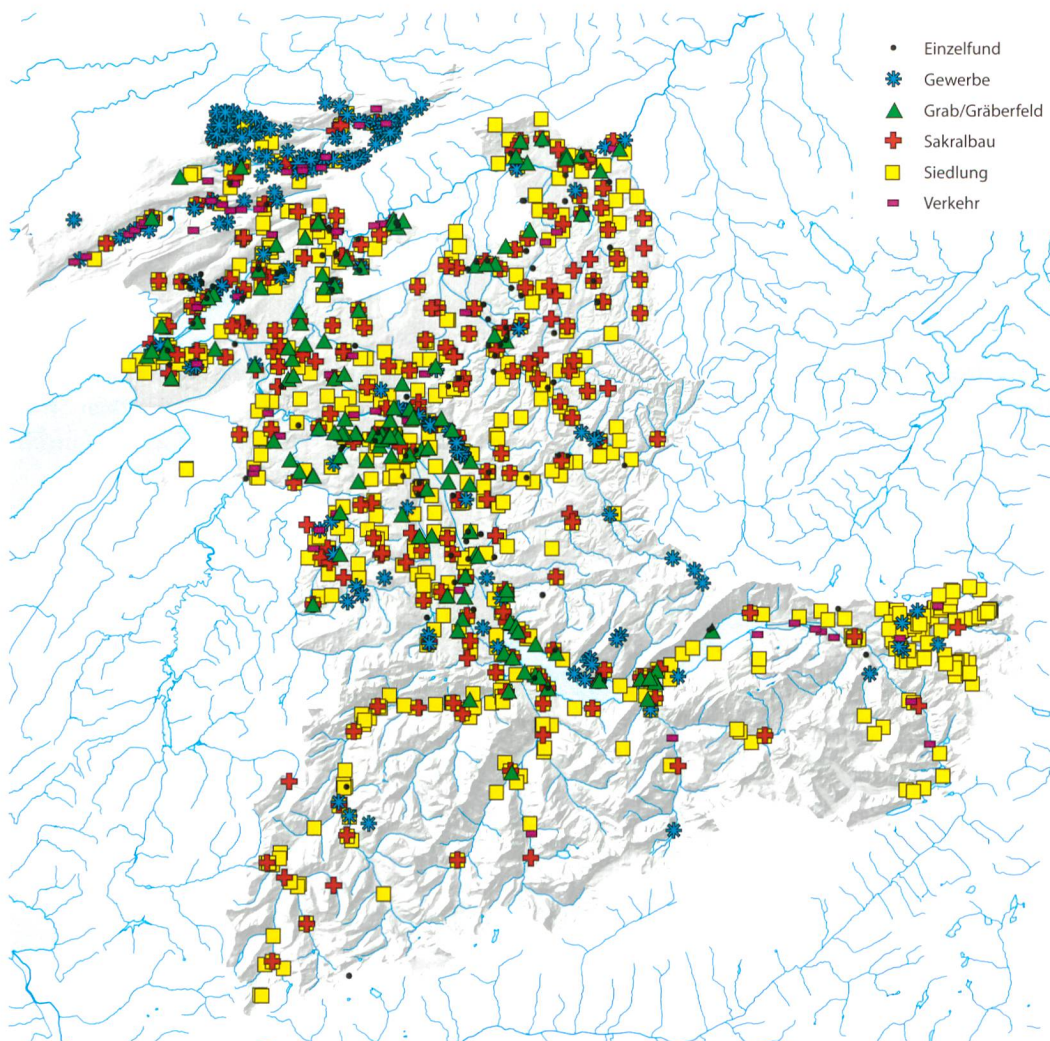 Einzelfund
Gewerbe
Grab/Gräberfeld
Sakralbau
Siedlung
Verkehr